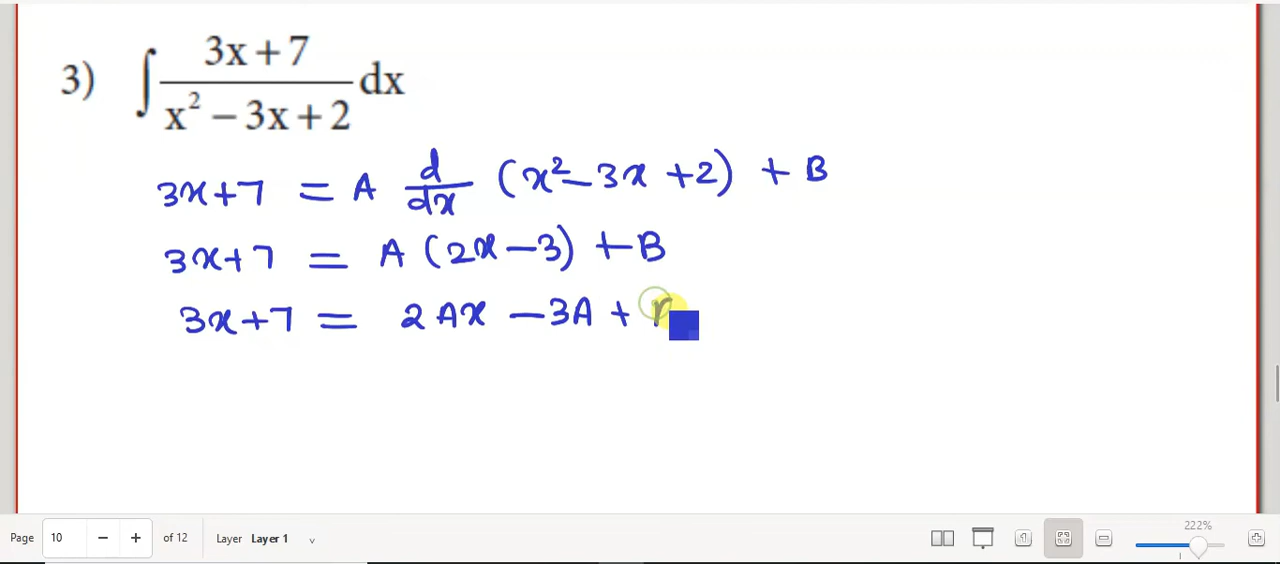 3) ∫ (3x+7)/(x² − 3x + 2) dx
3x+7 = A d/dx (x² − 3x + 2) + B
3x+7 = A (2x − 3) + B
3x+7 = 2Ax − 3A +
Page 10 − + of 12 Layer Layer 1 222%